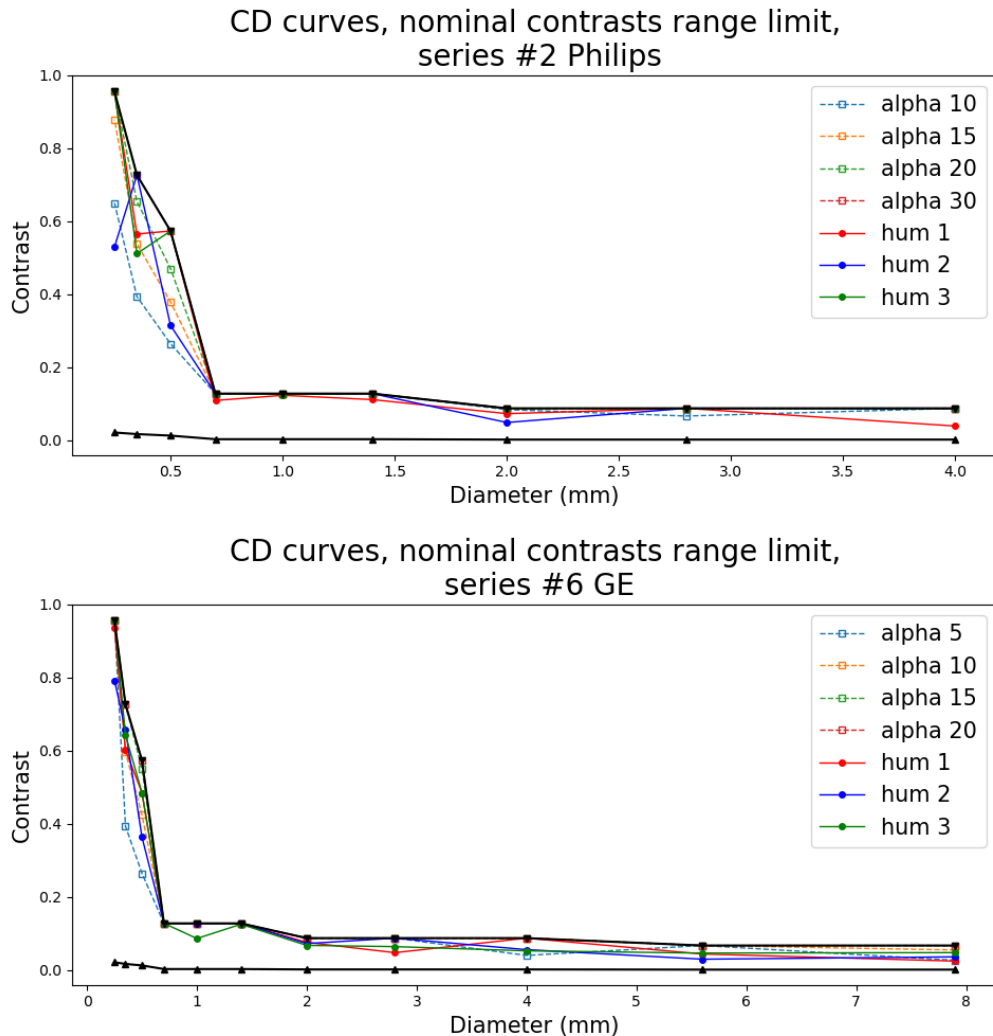 CD curves, nominal contrasts range limit,
series #2 Philips
1.0
0.8
0.6
0.4
0.2
0.0
Contrast
alpha 10
alpha 15
alpha 20
alpha 30
hum 1
hum 2
hum 3
0.5
1.0
1.5
2.0
2.5
3.0
3.5
4.0
Diameter (mm)
CD curves, nominal contrasts range limit,
series #6 GE
1.0
0.8
0.6
0.4
0.2
0.0
Contrast
alpha 5
alpha 10
alpha 15
alpha 20
hum 1
hum 2
hum 3
0
1
2
3
4
5
6
7
8
Diameter (mm)